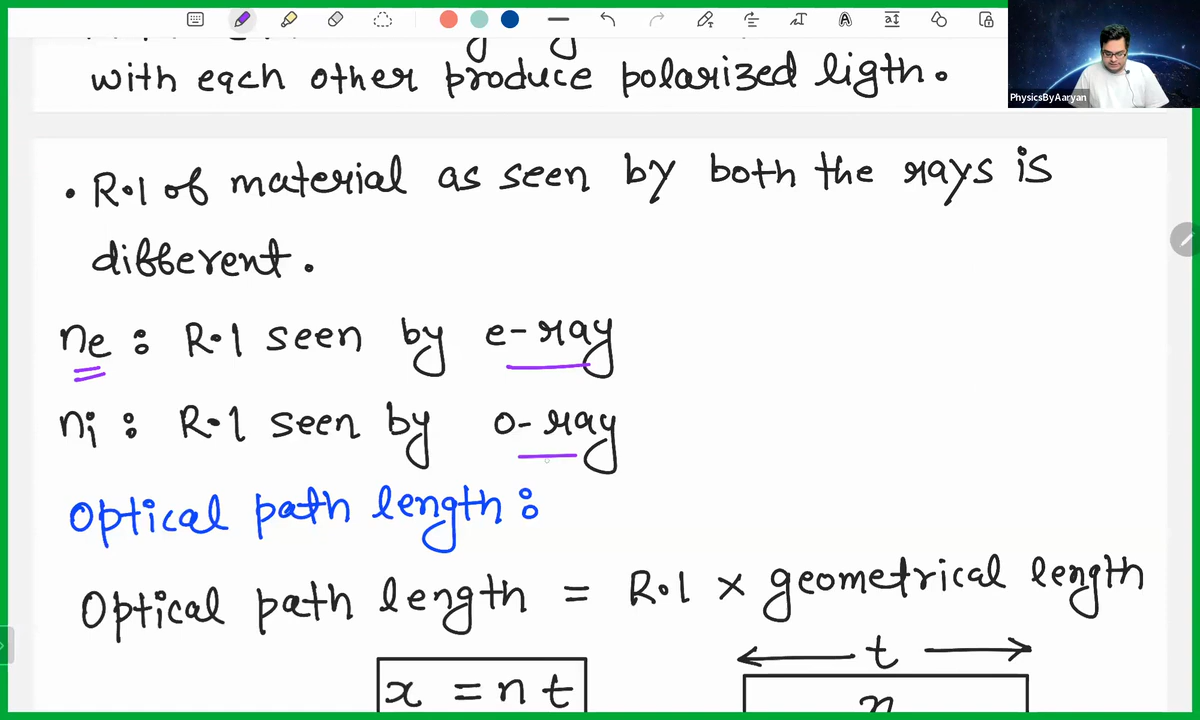 with each other produce polarized ligth.
PhysicsByAaryan
• R.I of material as seen by both the rays is
different.
ne : R.I seen by e-ray
ni : R.I seen by o-ray
Optical path length :
Optical path length = R.I × geometrical length
t
x = n t
n